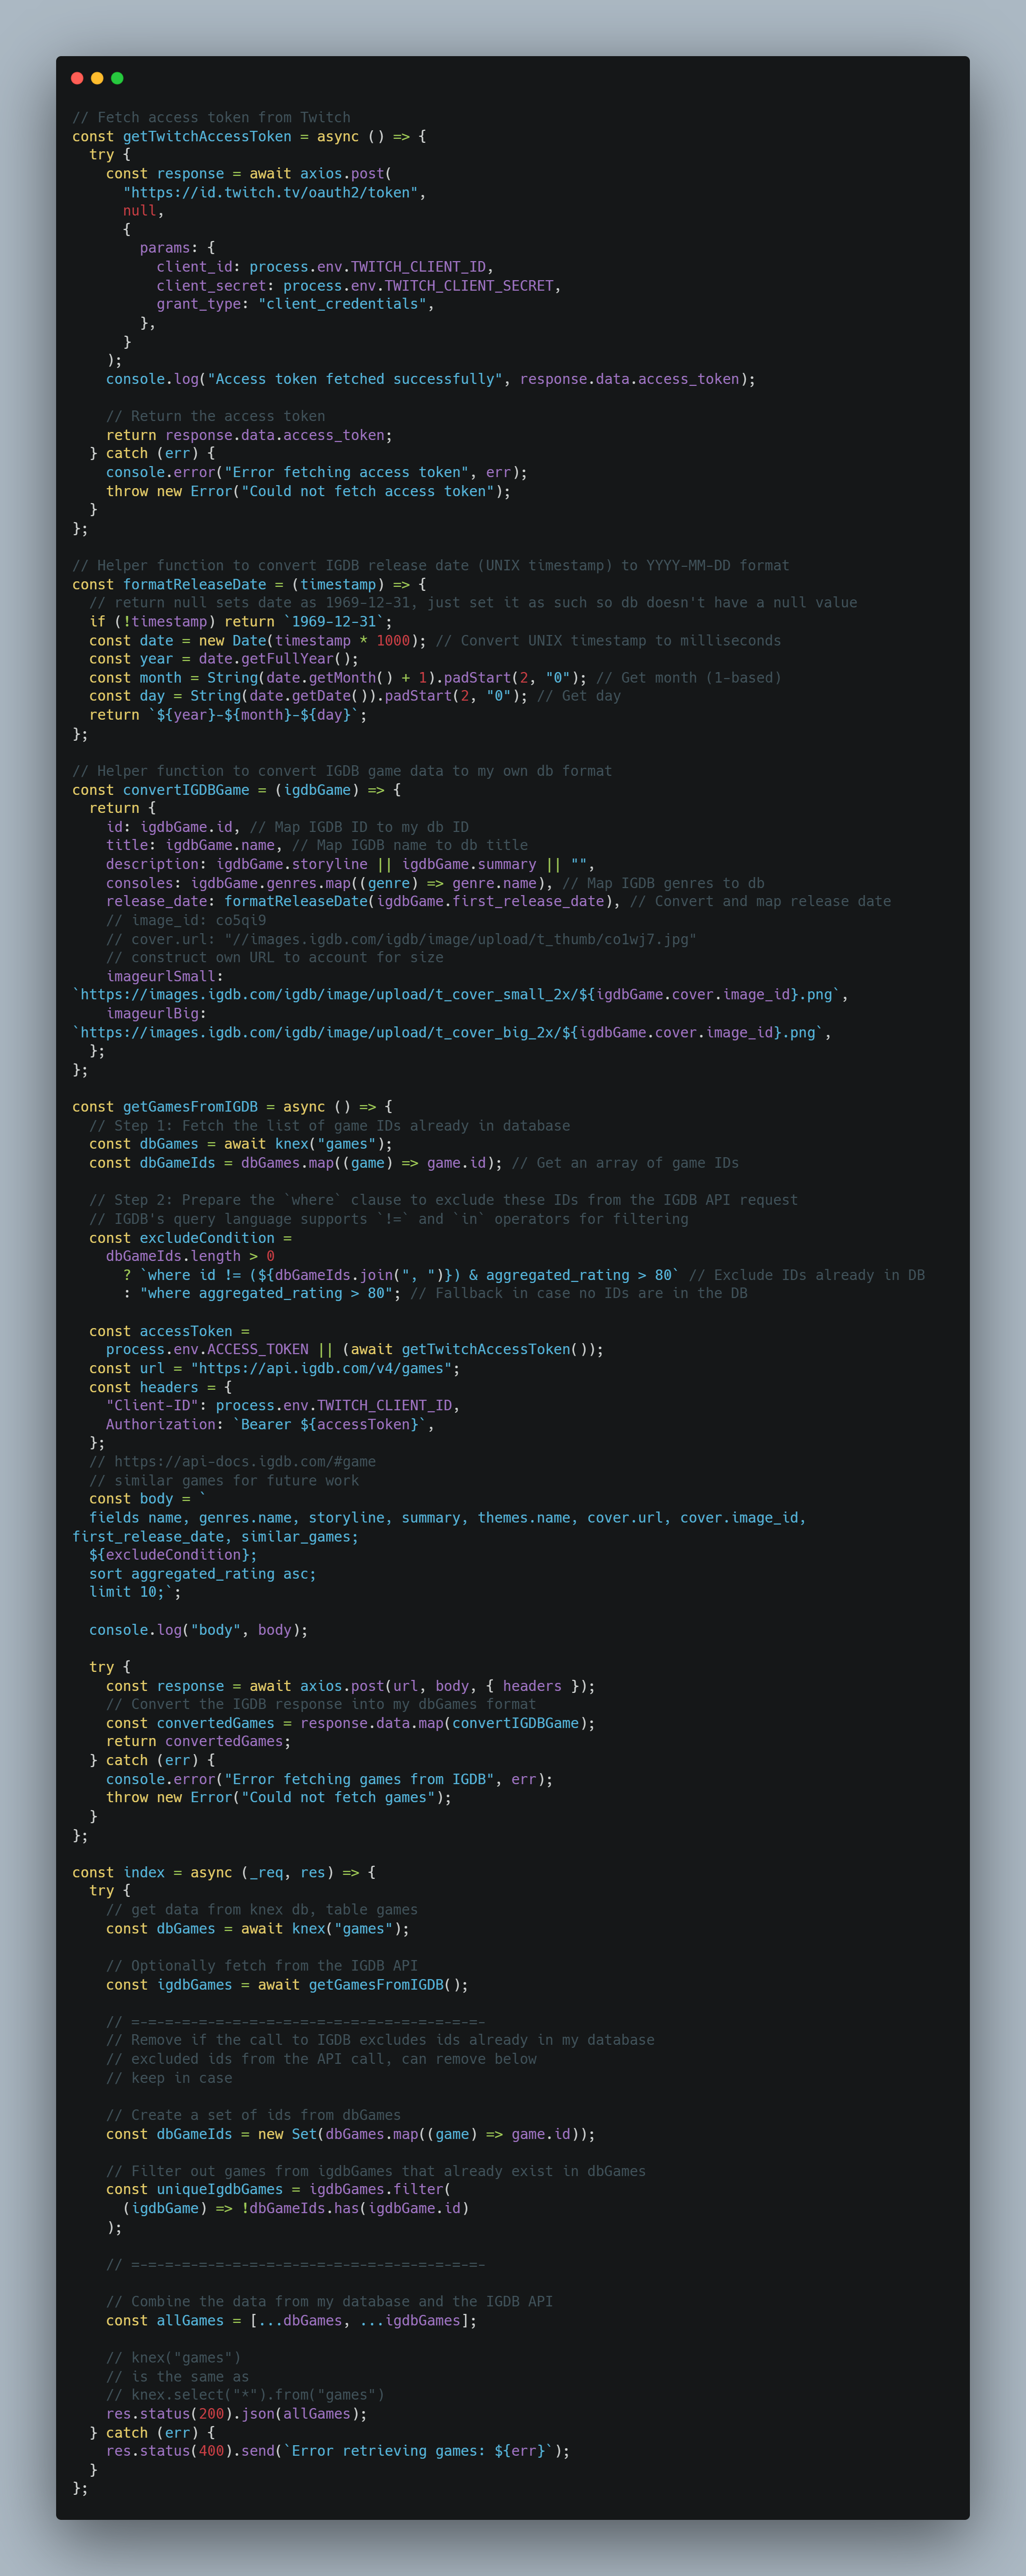 // Fetch access token from Twitch
const getTwitchAccessToken = async () => {
  try {
    const response = await axios.post(
      "https://id.twitch.tv/oauth2/token",
      null,
      {
        params: {
          client_id: process.env.TWITCH_CLIENT_ID,
          client_secret: process.env.TWITCH_CLIENT_SECRET,
          grant_type: "client_credentials",
        },
      }
    );
    console.log("Access token fetched successfully", response.data.access_token);

    // Return the access token
    return response.data.access_token;
  } catch (err) {
    console.error("Error fetching access token", err);
    throw new Error("Could not fetch access token");
  }
};

// Helper function to convert IGDB release date (UNIX timestamp) to YYYY-MM-DD format
const formatReleaseDate = (timestamp) => {
  // return null sets date as 1969-12-31, just set it as such so db doesn't have a null value
  if (!timestamp) return `1969-12-31`;
  const date = new Date(timestamp * 1000); // Convert UNIX timestamp to milliseconds
  const year = date.getFullYear();
  const month = String(date.getMonth() + 1).padStart(2, "0"); // Get month (1-based)
  const day = String(date.getDate()).padStart(2, "0"); // Get day
  return `${year}-${month}-${day}`;
};

// Helper function to convert IGDB game data to my own db format
const convertIGDBGame = (igdbGame) => {
  return {
    id: igdbGame.id, // Map IGDB ID to my db ID
    title: igdbGame.name, // Map IGDB name to db title
    description: igdbGame.storyline || igdbGame.summary || "",
    consoles: igdbGame.genres.map((genre) => genre.name), // Map IGDB genres to db
    release_date: formatReleaseDate(igdbGame.first_release_date), // Convert and map release date
    // image_id: co5qi9
    // cover.url: "//images.igdb.com/igdb/image/upload/t_thumb/co1wj7.jpg"
    // construct own URL to account for size
    imageurlSmall:
`https://images.igdb.com/igdb/image/upload/t_cover_small_2x/${igdbGame.cover.image_id}.png`,
    imageurlBig:
`https://images.igdb.com/igdb/image/upload/t_cover_big_2x/${igdbGame.cover.image_id}.png`,
  };
};

const getGamesFromIGDB = async () => {
  // Step 1: Fetch the list of game IDs already in database
  const dbGames = await knex("games");
  const dbGameIds = dbGames.map((game) => game.id); // Get an array of game IDs

  // Step 2: Prepare the `where` clause to exclude these IDs from the IGDB API request
  // IGDB's query language supports `!=` and `in` operators for filtering
  const excludeCondition =
    dbGameIds.length > 0
      ? `where id != (${dbGameIds.join(", ")}) & aggregated_rating > 80` // Exclude IDs already in DB
      : "where aggregated_rating > 80"; // Fallback in case no IDs are in the DB

  const accessToken =
    process.env.ACCESS_TOKEN || (await getTwitchAccessToken());
  const url = "https://api.igdb.com/v4/games";
  const headers = {
    "Client-ID": process.env.TWITCH_CLIENT_ID,
    Authorization: `Bearer ${accessToken}`,
  };
  // https://api-docs.igdb.com/#game
  // similar games for future work
  const body = `
  fields name, genres.name, storyline, summary, themes.name, cover.url, cover.image_id,
first_release_date, similar_games;
  ${excludeCondition};
  sort aggregated_rating asc;
  limit 10;`;

  console.log("body", body);

  try {
    const response = await axios.post(url, body, { headers });
    // Convert the IGDB response into my dbGames format
    const convertedGames = response.data.map(convertIGDBGame);
    return convertedGames;
  } catch (err) {
    console.error("Error fetching games from IGDB", err);
    throw new Error("Could not fetch games");
  }
};

const index = async (_req, res) => {
  try {
    // get data from knex db, table games
    const dbGames = await knex("games");

    // Optionally fetch from the IGDB API
    const igdbGames = await getGamesFromIGDB();

    // =-=-=-=-=-=-=-=-=-=-=-=-=-=-=-=-=-=-=-=-=-
    // Remove if the call to IGDB excludes ids already in my database
    // excluded ids from the API call, can remove below
    // keep in case

    // Create a set of ids from dbGames
    const dbGameIds = new Set(dbGames.map((game) => game.id));

    // Filter out games from igdbGames that already exist in dbGames
    const uniqueIgdbGames = igdbGames.filter(
      (igdbGame) => !dbGameIds.has(igdbGame.id)
    );

    // =-=-=-=-=-=-=-=-=-=-=-=-=-=-=-=-=-=-=-=-=-

    // Combine the data from my database and the IGDB API
    const allGames = [...dbGames, ...igdbGames];

    // knex("games")
    // is the same as
    // knex.select("*").from("games")
    res.status(200).json(allGames);
  } catch (err) {
    res.status(400).send(`Error retrieving games: ${err}`);
  }
};